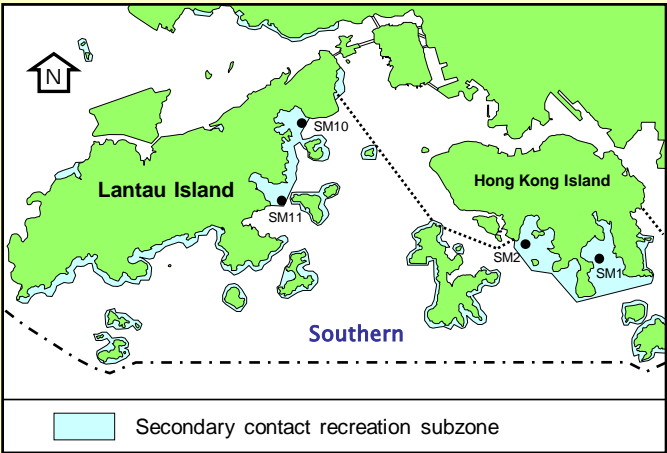 N
SM10
Lantau Island
Hong Kong Island
SM11
SM2
SM1
Southern
Secondary contact recreation subzone